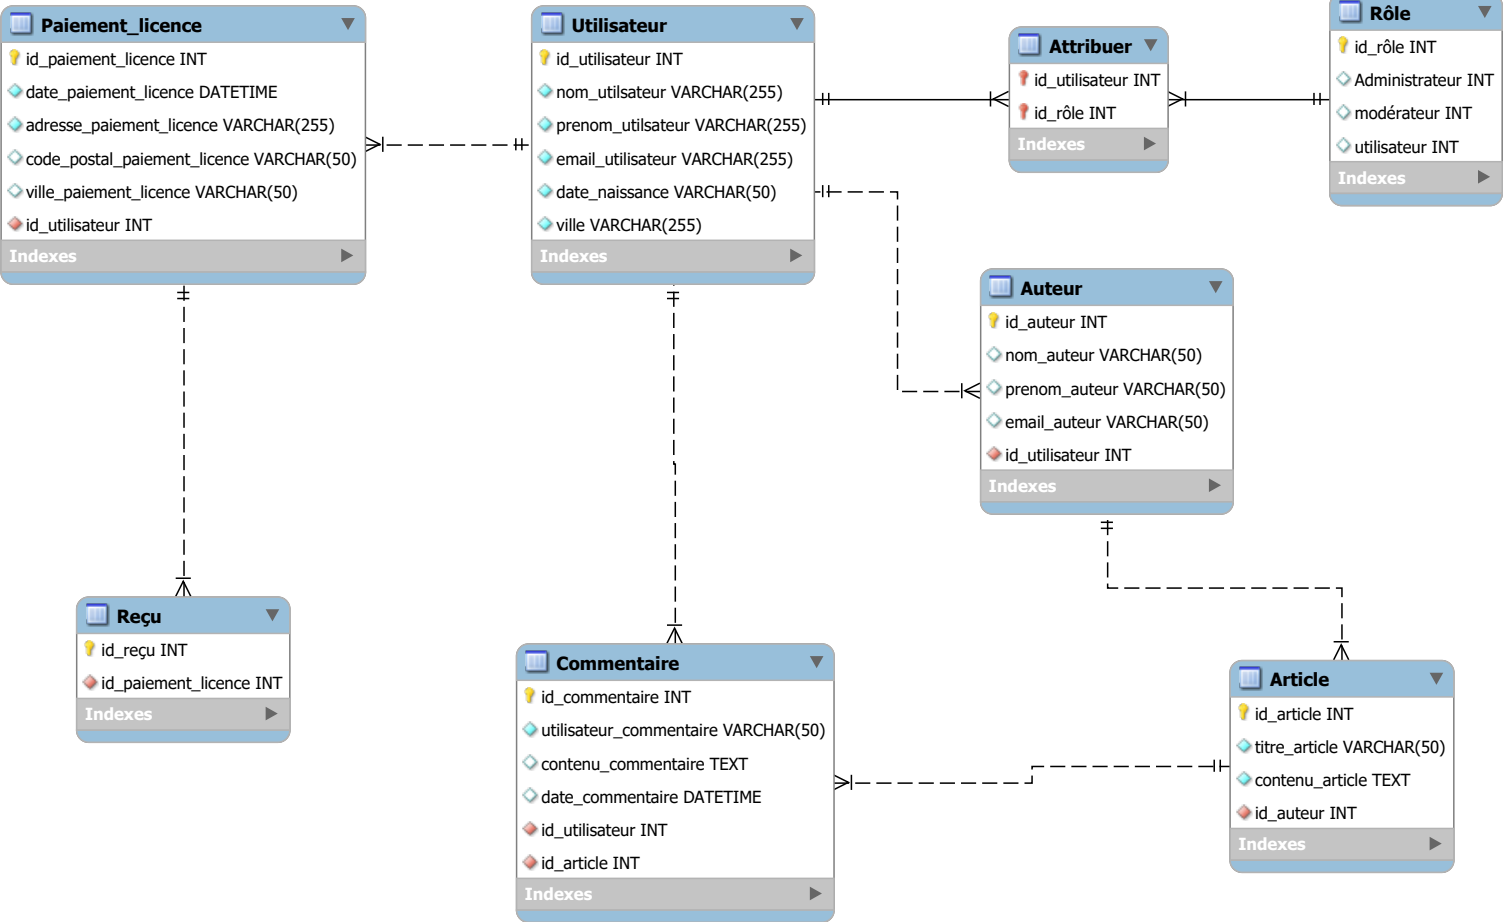 Paiement_licence
id_paiement_licence INT
date_paiement_licence DATETIME
adresse_paiement_licence VARCHAR(255)
code_postal_paiement_licence VARCHAR(50)
ville_paiement_licence VARCHAR(50)
id_utilisateur INT
Indexes
Utilisateur
id_utilisateur INT
nom_utilsateur VARCHAR(255)
prenom_utilsateur VARCHAR(255)
email_utilisateur VARCHAR(255)
date_naissance VARCHAR(50)
ville VARCHAR(255)
Indexes
Attribuer
id_utilisateur INT
id_rôle INT
Indexes
Rôle
id_rôle INT
Administrateur INT
modérateur INT
utilisateur INT
Indexes
Auteur
id_auteur INT
nom_auteur VARCHAR(50)
prenom_auteur VARCHAR(50)
email_auteur VARCHAR(50)
id_utilisateur INT
Indexes
Reçu
id_reçu INT
id_paiement_licence INT
Indexes
Commentaire
id_commentaire INT
utilisateur_commentaire VARCHAR(50)
contenu_commentaire TEXT
date_commentaire DATETIME
id_utilisateur INT
id_article INT
Indexes
Article
id_article INT
titre_article VARCHAR(50)
contenu_article TEXT
id_auteur INT
Indexes